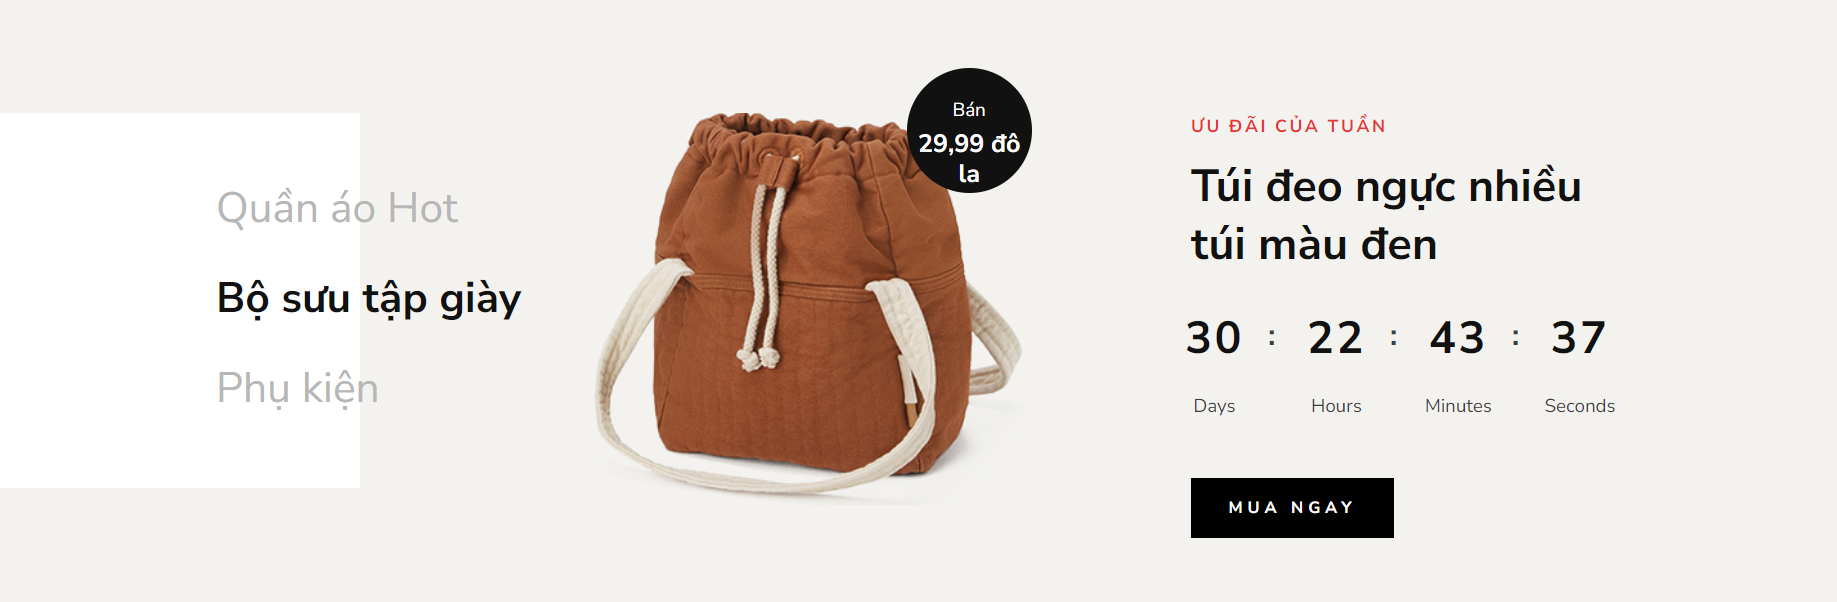 Quần áo Hot
Bộ sưu tập giày
Phụ kiện
Bán
29,99 đô
la
ƯU ĐÃI CỦA TUẦN
Túi đeo ngực nhiều
túi màu đen
30 : 22 : 43 : 37
Days Hours Minutes Seconds
MUA NGAY